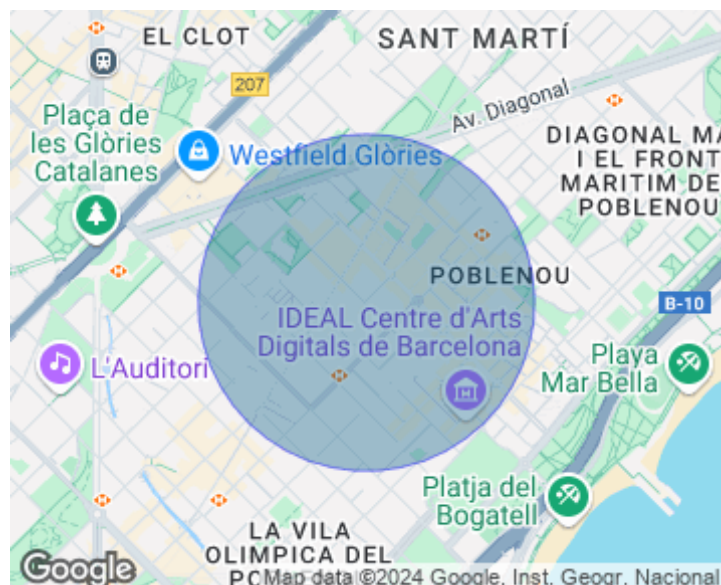 EL CLOT
SANT MARTÍ
207
Av. Diagonal
Plaça de
les Glòries
Catalanes
Westfield Glòries
DIAGONAL MA
I EL FRONT
MARITIM DE
POBLENOU
POBLENOU
B-10
IDEAL Centre d'Arts
Digitals de Barcelona
L'Auditori
Playa
Mar Bella
Platja del
Bogatell
LA VILA
OLIMPICA DEL
Google
Map data ©2024 Google, Inst. Geogr. Nacional